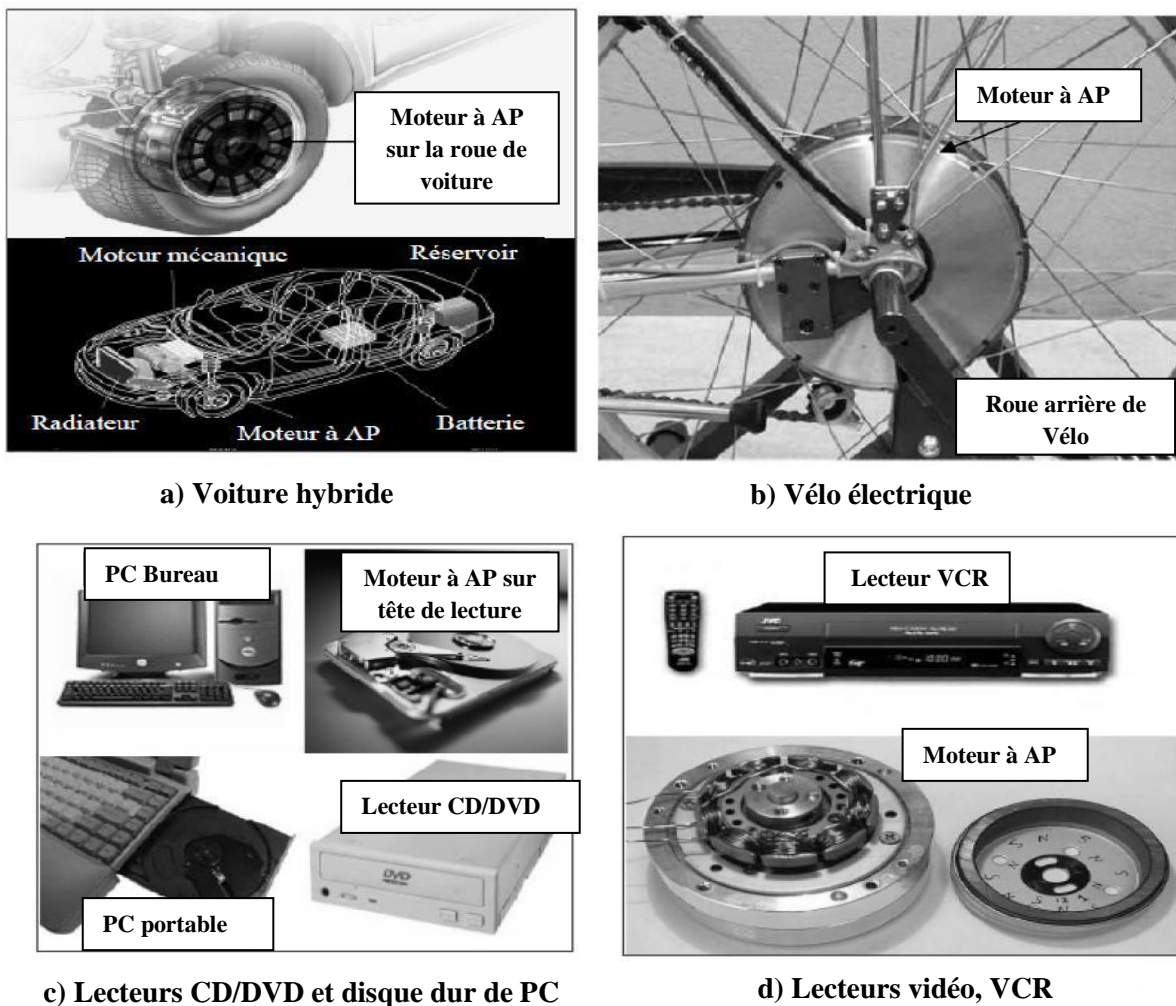 Moteur à AP
sur la roue de
voiture
Moteur mécanique
Réservoir
Radiateur
Moteur à AP
Batterie
a) Voiture hybride
Moteur à AP
Roue arrière de
Vélo
b) Vélo électrique
PC Bureau
Moteur à AP sur
tête de lecture
PC portable
Lecteur CD/DVD
DVD
c) Lecteurs CD/DVD et disque dur de PC
Lecteur VCR
JVC
Moteur à AP
S
N
S
N
S
N
S
d) Lecteurs vidéo, VCR